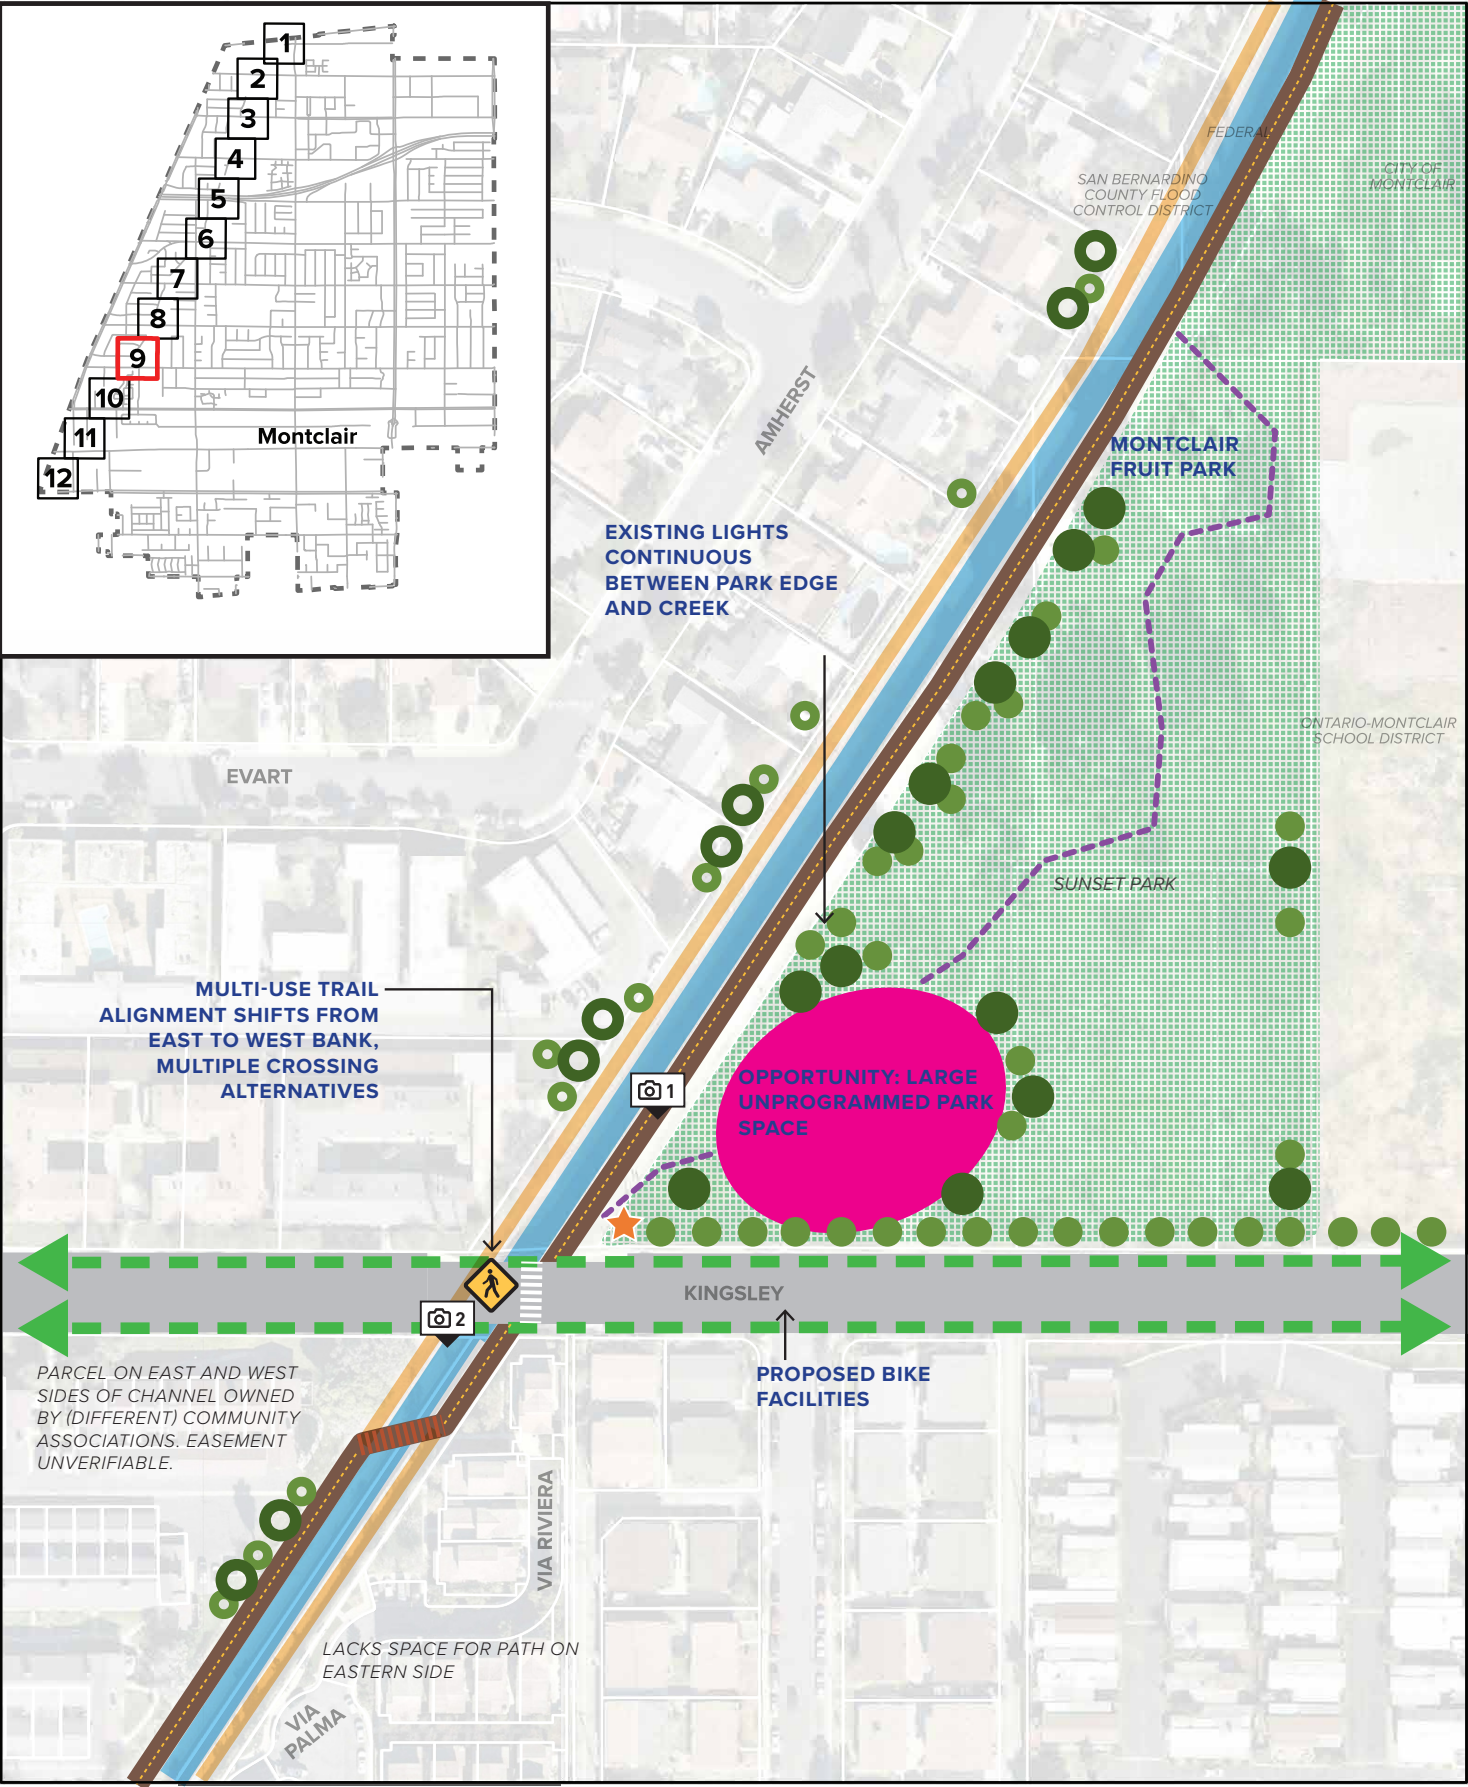 1
2
3
4
5
6
7
8
9
10
11
12
Montclair
FEDERAL
CITY OF
MONTCLAIR
SAN BERNARDINO
COUNTY FLOOD
CONTROL DISTRICT
AMHERST
MONTCLAIR
FRUIT PARK
EXISTING LIGHTS
CONTINUOUS
BETWEEN PARK EDGE
AND CREEK
ONTARIO-MONTCLAIR
SCHOOL DISTRICT
EVART
SUNSET PARK
MULTI-USE TRAIL
ALIGNMENT SHIFTS FROM
EAST TO WEST BANK,
MULTIPLE CROSSING
ALTERNATIVES
1
OPPORTUNITY: LARGE
UNPROGRAMMED PARK
SPACE
KINGSLEY
2
PARCEL ON EAST AND WEST
SIDES OF CHANNEL OWNED
BY (DIFFERENT) COMMUNITY
ASSOCIATIONS. EASEMENT
UNVERIFIABLE.
PROPOSED BIKE
FACILITIES
VIA RIVIERA
LACKS SPACE FOR PATH ON
EASTERN SIDE
VIA
PALMA